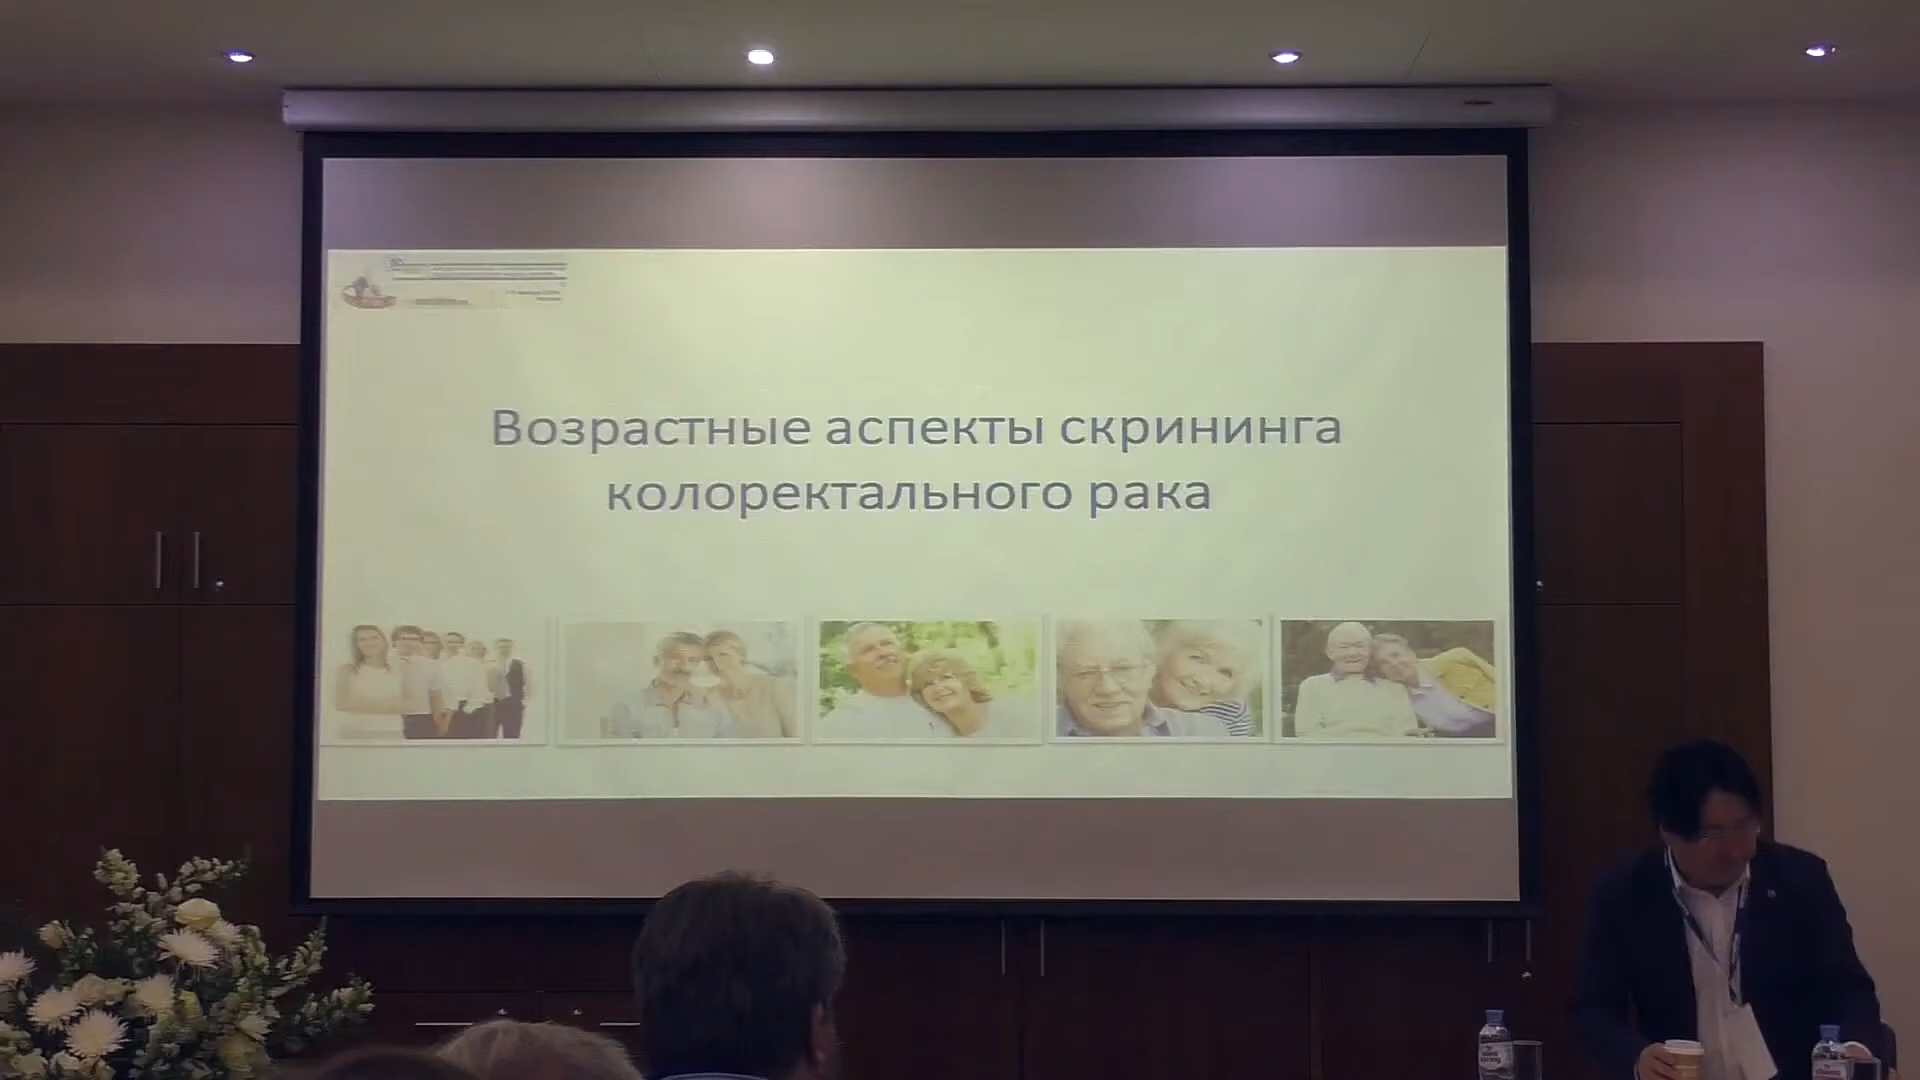 Возрастные аспекты скрининга
колоректального рака